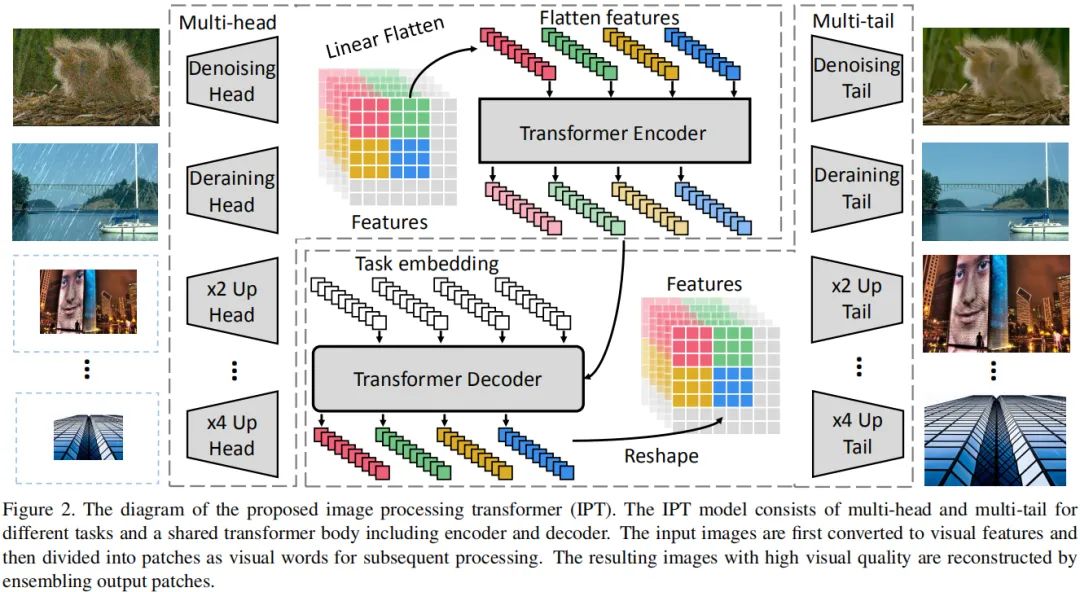 Multi-head
Denoising
Head
Deraining
Head
x2 Up
Head
x4 Up
Head
Linear Flatten
Features
Flatten features
Transformer Encoder
Task embedding
Transformer Decoder
Features
Reshape
Multi-tail
Denoising
Tail
Deraining
Tail
x2 Up
Tail
x4 Up
Tail
Figure 2. The diagram of the proposed image processing transformer (IPT). The IPT model consists of multi-head and multi-tail for
different tasks and a shared transformer body including encoder and decoder. The input images are first converted to visual features and
then divided into patches as visual words for subsequent processing. The resulting images with high visual quality are reconstructed by
ensembling output patches.